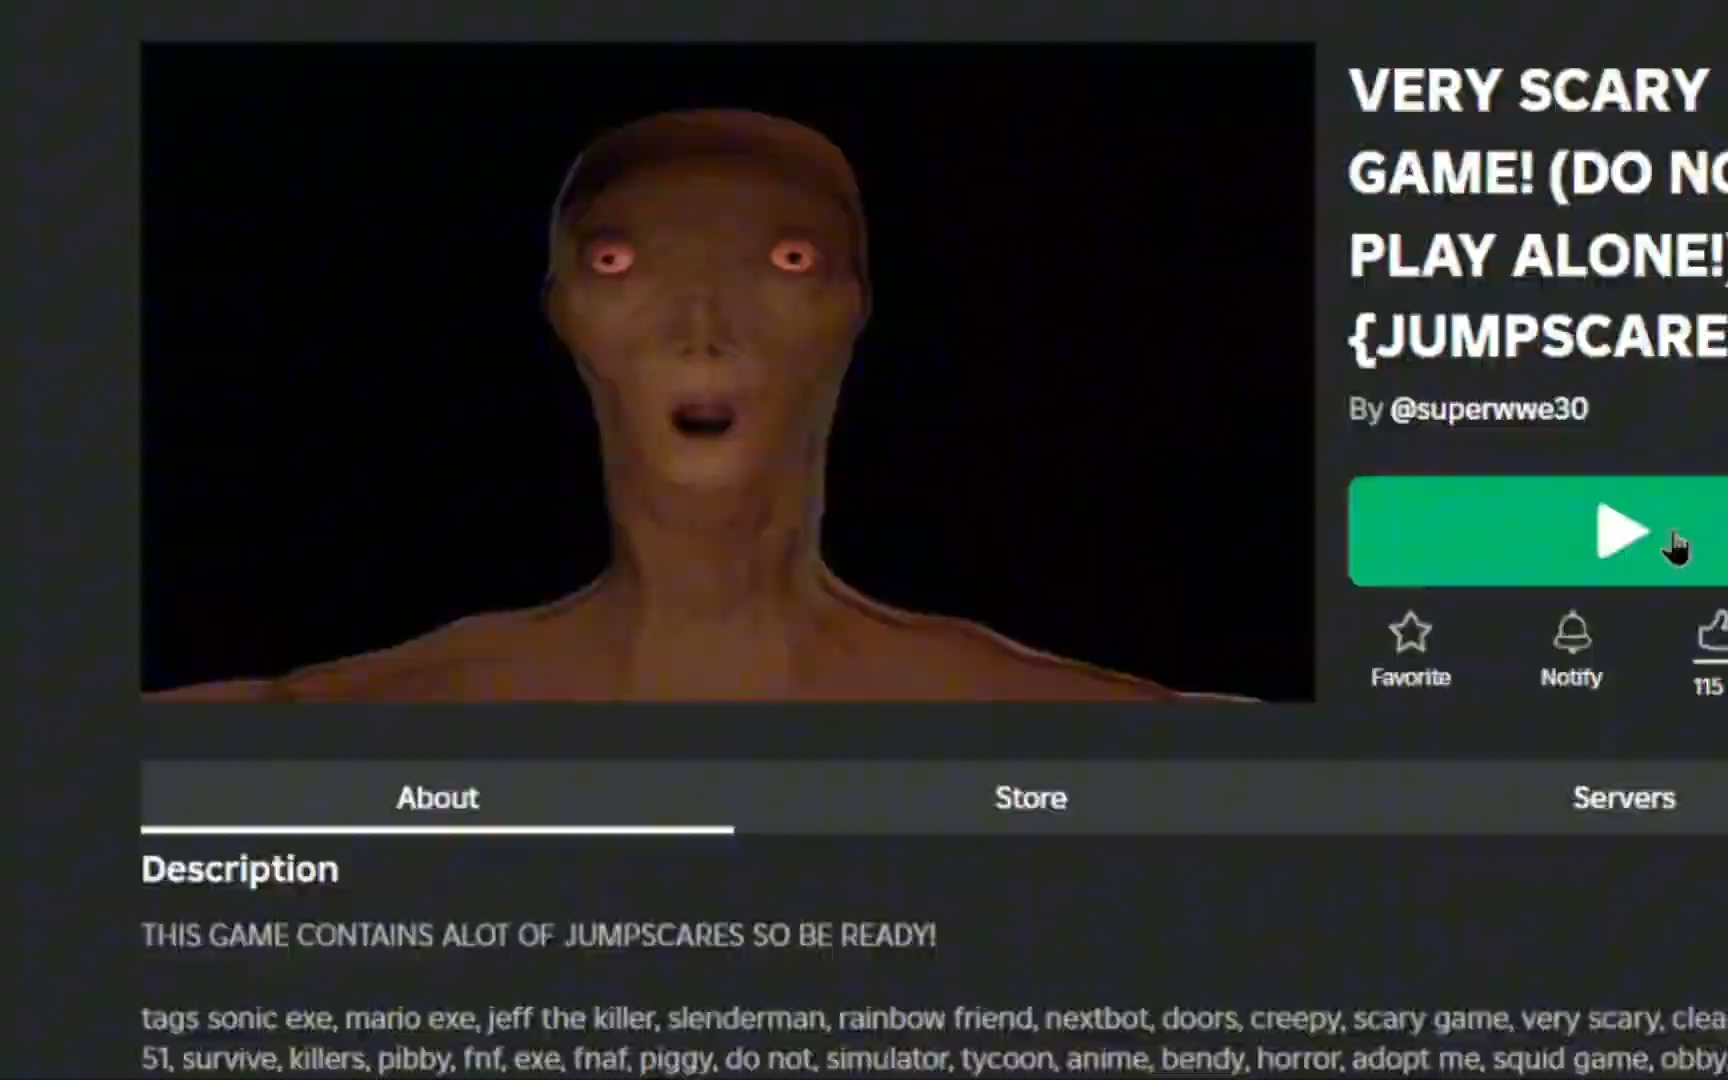 VERY SCARY
GAME! (DO
PLAY ALONE!)
{JUMPSCARE
By @superwwe30
Favorite
Notify
115
About
Store
Servers
Description
THIS GAME CONTAINS ALOT OF JUMPSCARES SO BE READY!
tags sonic exe, mario exe, jeff the killer, slenderman, rainbow friend, nextbot, doors, creepy, scary game, very scary,
51, survive, killers, pibby, fnf, exe, fnaf, piggy, do not, simulator, tycoon, anime, bendy, horror, adopt me, squid game, obby,